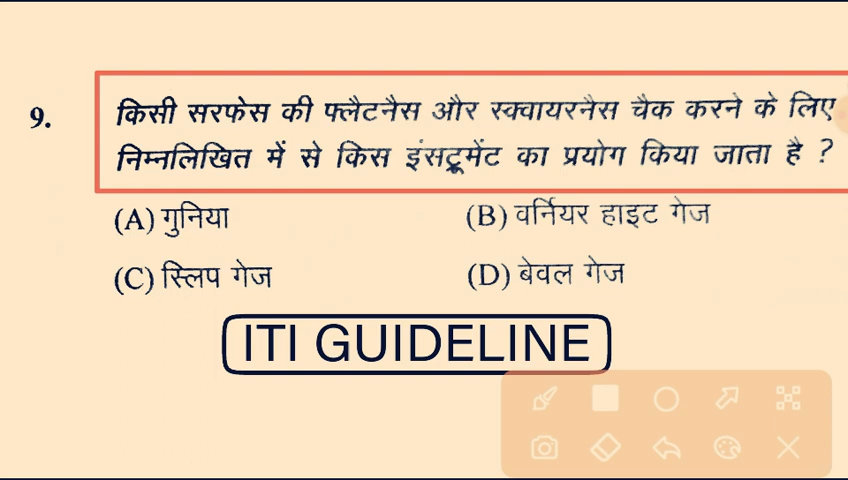 9. किसी सरफेस की फ्लैटनैस और स्क्वायरनैस चैक करने के लिए
निम्नलिखित में से किस इंसट्रूमेंट का प्रयोग किया जाता है ?
(A) गुनिया (B) वर्नियर हाइट गेज
(C) स्लिप गेज (D) बेवल गेज
ITI GUIDELINE